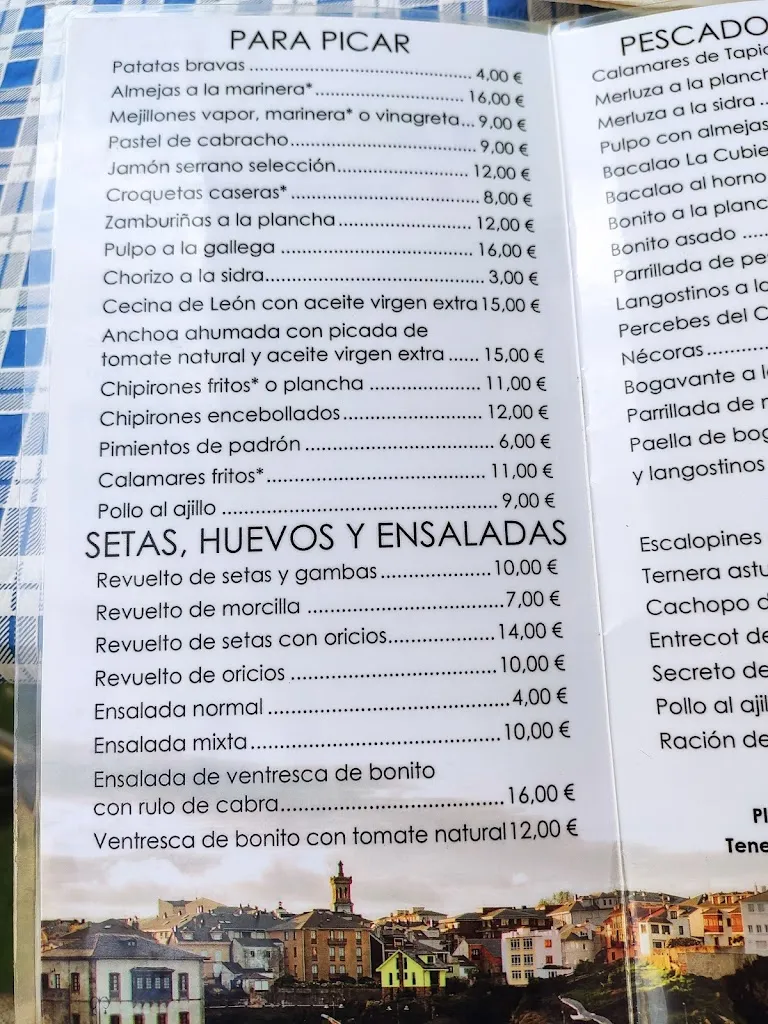 PARA PICAR
Patatas bravas ........................................ 4,00 €
Almejas a la marinera* ........................... 16,00 €
Mejillones vapor, marinera* o vinagreta... 9,00 €
Pastel de cabracho................................. 9,00 €
Jamón serrano selección........................ 12,00 €
Croquetas caseras* ................................. 8,00 €
Zamburiñas a la plancha ........................ 12,00 €
Pulpo a la gallega ................................... 16,00 €
Chorizo a la sidra...................................... 3,00 €
Cecina de León con aceite virgen extra 15,00 €
Anchoa ahumada con picada de
tomate natural y aceite virgen extra ...... 15,00 €
Chipirones fritos* o plancha .................... 11,00 €
Chipirones encebollados........................ 12,00 €
Pimientos de padrón ................................ 6,00 €
Calamares fritos*..................................... 11,00 €
Pollo al ajillo .............................................. 9,00 €
SETAS, HUEVOS Y ENSALADAS
Revuelto de setas y gambas................... 10,00 €
Revuelto de morcilla ................................. 7,00 €
Revuelto de setas con oricios.................. 14,00 €
Revuelto de oricios .................................. 10,00 €
Ensalada normal ....................................... 4,00 €
Ensalada mixta.......................................... 10,00 €
Ensalada de ventresca de bonito
con rulo de cabra..................................... 16,00 €
Ventresca de bonito con tomate natural 12,00 €
PESCADO
Calamares de Tapia
Merluza a la planch
Merluza a la sidra ..
Pulpo con almejas
Bacalao La Cubie
Bacalao al horno
Bonito a la planc
Bonito asado ....
Parrillada de pe
Langostinos a la
Percebes del C
Nécoras ..........
Bogavante a l
Parrillada de m
Paella de bog
y langostinos
Escalopines
Ternera astu
Cachopo d
Entrecot de
Secreto de
Pollo al ajil
Ración de
Pl
Tene